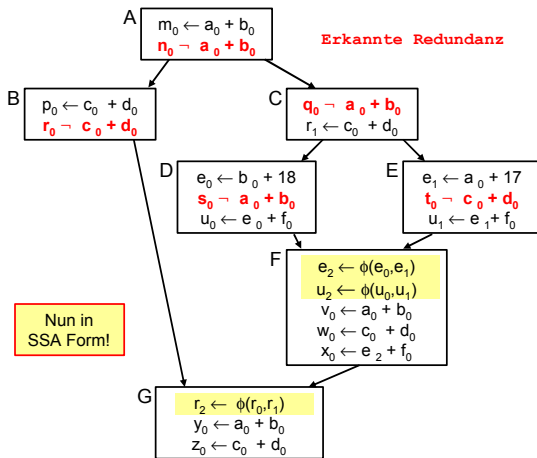 A
m₀ ← a₀ + b₀
n₀ ¬ a₀ + b₀
Erkannte Redundanz
B
p₀ ← c₀ + d₀
r₀ ¬ c₀ + d₀
C
q₀ ¬ a₀ + b₀
r₁ ← c₀ + d₀
D
e₀ ← b₀ + 18
s₀ ¬ a₀ + b₀
u₀ ← e₀ + f₀
E
e₁ ← a₀ + 17
t₀ ¬ c₀ + d₀
u₁ ← e₁ + f₀
F
e₂ ← ϕ(e₀,e₁)
u₂ ← ϕ(u₀,u₁)
v₀ ← a₀ + b₀
w₀ ← c₀ + d₀
x₀ ← e₂ + f₀
Nun in
SSA Form!
G
r₂ ← ϕ(r₀,r₁)
y₀ ← a₀ + b₀
z₀ ← c₀ + d₀